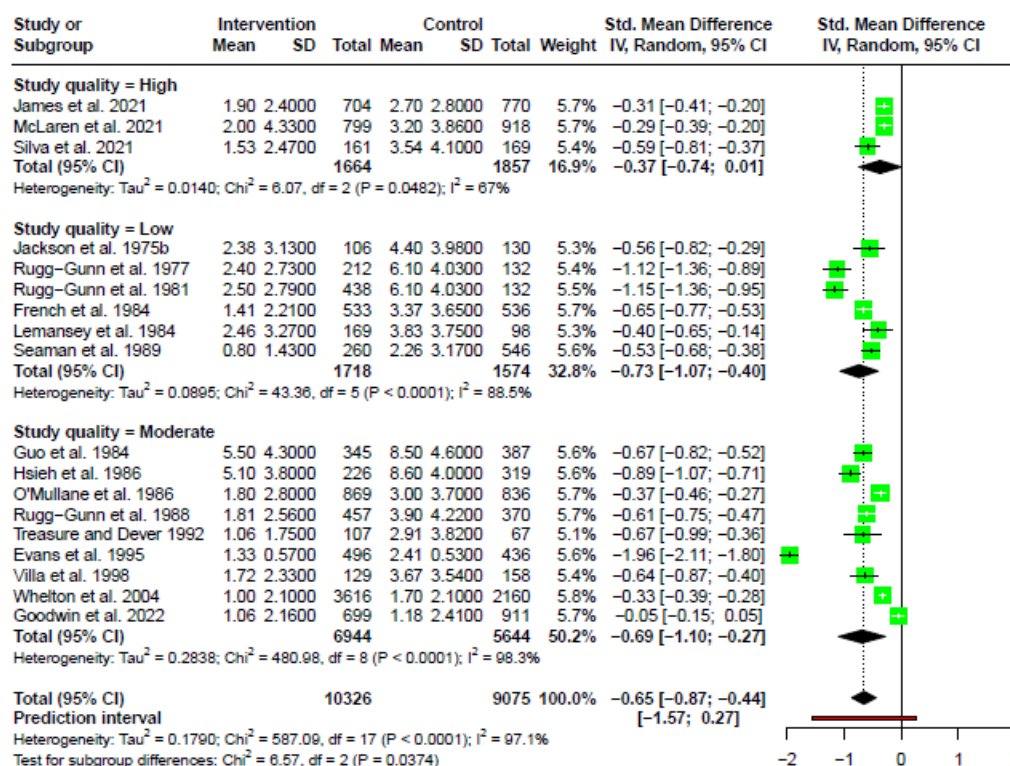 Study or Intervention Control Std. Mean Difference Std. Mean Difference
Subgroup Mean SD Total Mean SD Total Weight IV, Random, 95% CI IV, Random, 95% CI
Study quality = High
James et al. 2021 1.90 2.4000 704 2.70 2.8000 770 5.7% −0.31 [−0.41; −0.20]
McLaren et al. 2021 2.00 4.3300 799 3.20 3.8600 918 5.7% −0.29 [−0.39; −0.20]
Silva et al. 2021 1.53 2.4700 161 3.54 4.1000 169 5.4% −0.59 [−0.81; −0.37]
Total (95% CI) 1664 1857 16.9% −0.37 [−0.74; 0.01]
Heterogeneity: Tau² = 0.0140; Chi² = 6.07, df = 2 (P = 0.0482); I² = 67%
Study quality = Low
Jackson et al. 1975b 2.38 3.1300 106 4.40 3.9800 130 5.3% −0.56 [−0.82; −0.29]
Rugg−Gunn et al. 1977 2.40 2.7300 212 6.10 4.0300 132 5.4% −1.12 [−1.36; −0.89]
Rugg−Gunn et al. 1981 2.50 2.7900 438 6.10 4.0300 132 5.5% −1.15 [−1.36; −0.95]
French et al. 1984 1.41 2.2100 533 3.37 3.6500 536 5.7% −0.65 [−0.77; −0.53]
Lemansey et al. 1984 2.46 3.2700 169 3.83 3.7500 98 5.4% −0.40 [−0.65; −0.14]
Seaman et al. 1989 0.80 1.4300 260 2.26 3.1700 546 5.6% −0.53 [−0.68; −0.38]
Total (95% CI) 1718 1574 32.8% −0.73 [−1.07; −0.40]
Heterogeneity: Tau² = 0.0895; Chi² = 43.36, df = 5 (P < 0.0001); I² = 88.5%
Study quality = Moderate
Guo et al. 1984 5.50 4.3000 345 8.50 4.6000 387 5.6% −0.67 [−0.82; −0.52]
Hsieh et al. 1986 5.10 3.8000 226 8.60 4.0000 319 5.6% −0.89 [−1.07; −0.71]
O'Mullane et al. 1986 1.80 2.8000 869 3.00 3.7000 836 5.7% −0.37 [−0.46; −0.27]
Rugg−Gunn et al. 1988 1.81 2.5600 457 3.90 4.2200 370 5.7% −0.61 [−0.75; −0.47]
Treasure and Dever 1992 1.06 1.7500 107 2.91 3.8200 67 5.1% −0.67 [−0.99; −0.36]
Evans et al. 1995 1.33 0.5700 496 2.41 0.5300 436 5.6% −1.96 [−2.11; −1.80]
Villa et al. 1998 1.72 2.3300 129 3.67 3.5400 158 5.4% −0.64 [−0.87; −0.40]
Whelton et al. 2004 1.00 2.1000 3616 1.70 2.1000 2160 5.8% −0.33 [−0.39; −0.28]
Goodwin et al. 2022 1.06 2.1600 699 1.18 2.4100 911 5.7% −0.05 [−0.15; 0.05]
Total (95% CI) 6944 5644 50.2% −0.69 [−1.10; −0.27]
Heterogeneity: Tau² = 0.2838; Chi² = 480.98, df = 8 (P < 0.0001); I² = 98.3%
Total (95% CI) 10326 9075 100.0% −0.65 [−0.87; −0.44]
Prediction interval [−1.57; 0.27]
Heterogeneity: Tau² = 0.1790; Chi² = 587.09, df = 17 (P < 0.0001); I² = 97.1%
Test for subgroup differences: Chi² = 6.57, df = 2 (P = 0.0374)
−2 −1 0 1